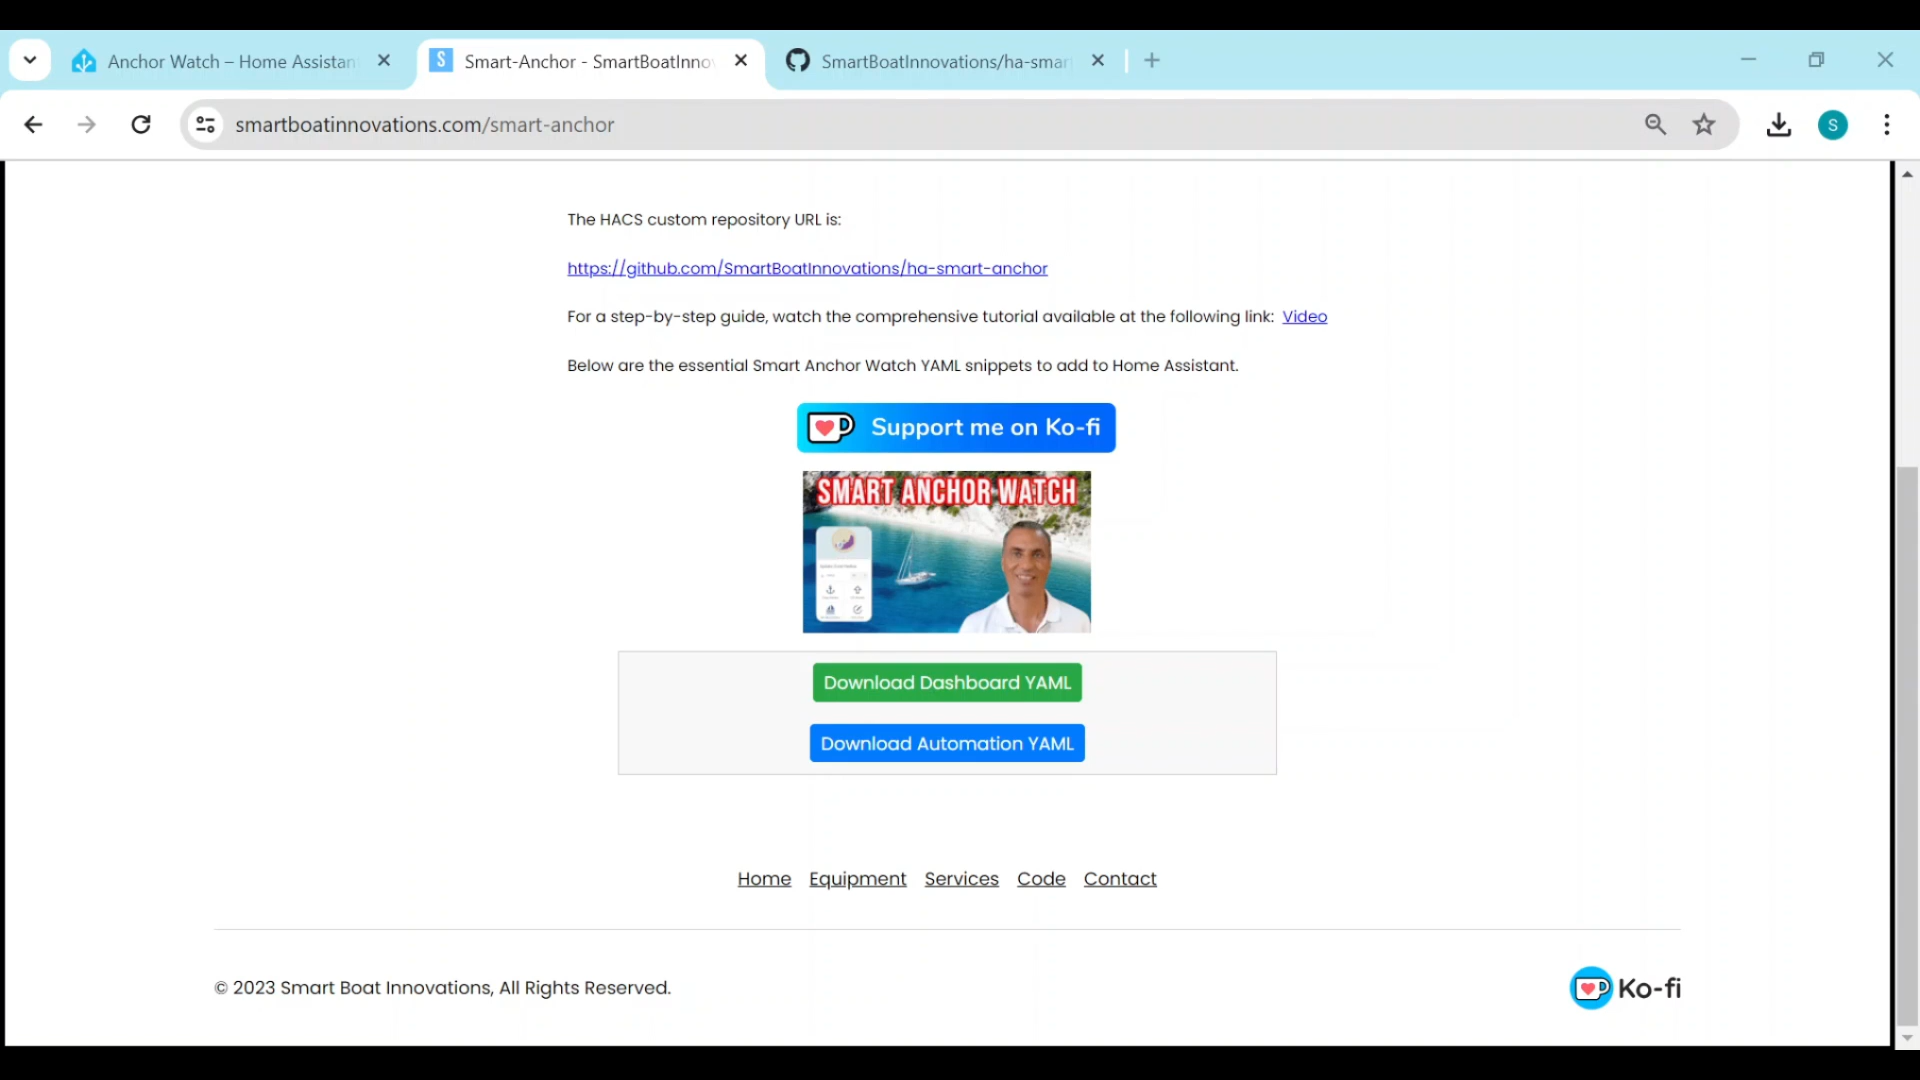 Anchor Watch – Home Assistan
Smart-Anchor - SmartBoatInno
SmartBoatInnovations/ha-smar
smartboatinnovations.com/smart-anchor
S
The HACS custom repository URL is:
https://github.com/SmartBoatInnovations/ha-smart-anchor
For a step-by-step guide, watch the comprehensive tutorial available at the following link: Video
Below are the essential Smart Anchor Watch YAML snippets to add to Home Assistant.
Support me on Ko-fi
SMART ANCHOR WATCH
Download Dashboard YAML
Download Automation YAML
Home Equipment Services Code Contact
© 2023 Smart Boat Innovations, All Rights Reserved.
Ko-fi